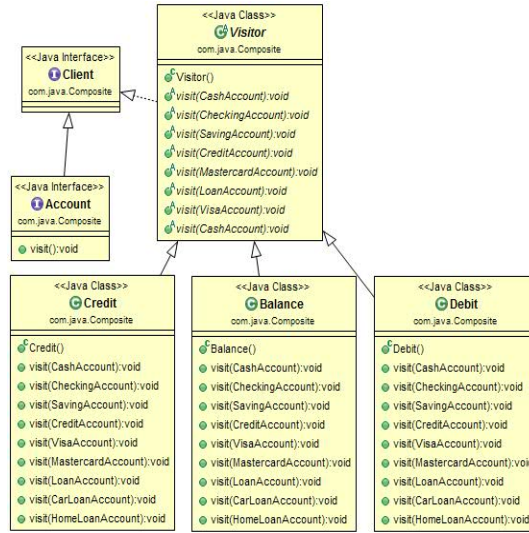 <<Java Class>>
Visitor
com.java.Composite
Visitor()
visit(CashAccount):void
visit(CheckingAccount):void
visit(SavingAccount):void
visit(CreditAccount):void
visit(MastercardAccount):void
visit(LoanAccount):void
visit(VisaAccount):void
visit(CashAccount):void
<<Java Interface>>
Client
com.java.Composite
<<Java Interface>>
Account
com.java.Composite
visit():void
<<Java Class>>
Credit
com.java.Composite
Credit()
visit(CashAccount):void
visit(CheckingAccount):void
visit(SavingAccount):void
visit(CreditAccount):void
visit(VisaAccount):void
visit(MastercardAccount):void
visit(LoanAccount):void
visit(CarLoanAccount):void
visit(HomeLoanAccount):void
<<Java Class>>
Balance
com.java.Composite
Balance()
visit(CashAccount):void
visit(CheckingAccount):void
visit(SavingAccount):void
visit(CreditAccount):void
visit(VisaAccount):void
visit(MastercardAccount):void
visit(LoanAccount):void
visit(CarLoanAccount):void
visit(HomeLoanAccount):void
<<Java Class>>
Debit
com.java.Composite
Debit()
visit(CashAccount):void
visit(CheckingAccount):void
visit(SavingAccount):void
visit(CreditAccount):void
visit(VisaAccount):void
visit(MastercardAccount):void
visit(LoanAccount):void
visit(CarLoanAccount):void
visit(HomeLoanAccount):void